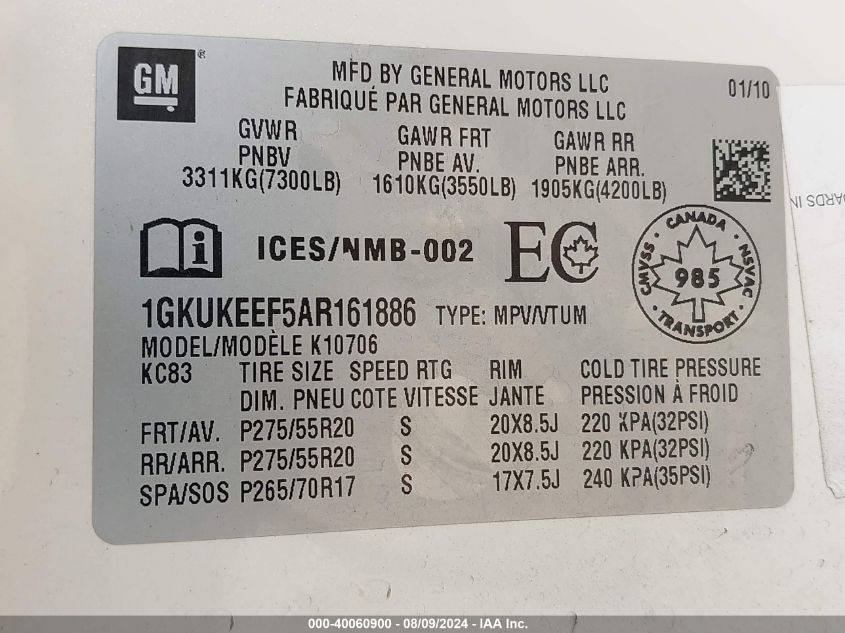 GM®
MFD BY GENERAL MOTORS LLC
FABRIQUÉ PAR GENERAL MOTORS LLC
01/10
GVWR GAWR FRT GAWR RR
PNBV PNBE AV. PNBE ARR.
3311KG(7300LB) 1610KG(3550LB) 1905KG(4200LB)
i ICES/NMB-002 EC
CANADA
CMVSS 985 NSVAC
TRANSPORT
1GKUKEEF5AR161886 TYPE: MPV/VTUM
MODEL/MODÈLE K10706
KC83 TIRE SIZE SPEED RTG RIM COLD TIRE PRESSURE
DIM. PNEU COTE VITESSE JANTE PRESSION À FROID
FRT/AV. P275/55R20 S 20X8.5J 220 KPA(32PSI)
RR/ARR. P275/55R20 S 20X8.5J 220 KPA(32PSI)
SPA/SOS P265/70R17 S 17X7.5J 240 KPA(35PSI)
ARDS IN
000-40060900 - 08/09/2024 - IAA Inc.